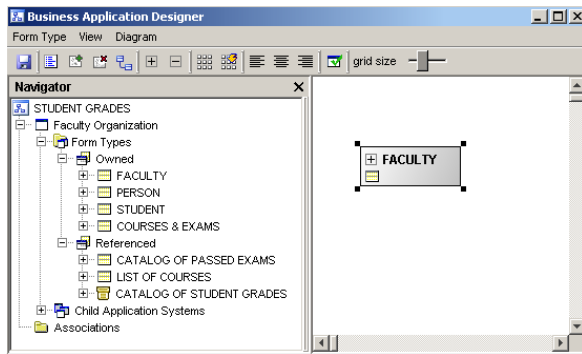 Business Application Designer
Form Type View Diagram
grid size
Navigator
STUDENT GRADES
Faculty Organization
Form Types
Owned
FACULTY
PERSON
STUDENT
COURSES & EXAMS
Referenced
CATALOG OF PASSED EXAMS
LIST OF COURSES
CATALOG OF STUDENT GRADES
Child Application Systems
Associations
FACULTY